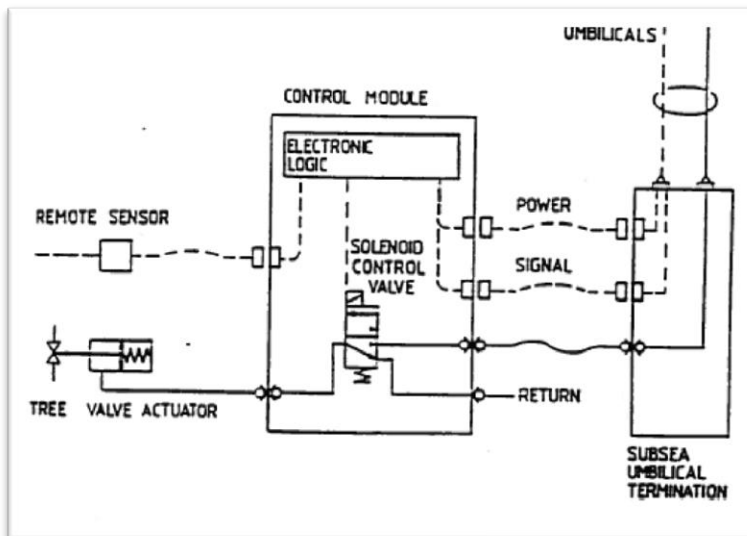 UMBILICALS
CONTROL MODULE
ELECTRONIC
LOGIC
REMOTE SENSOR
POWER
SOLENOID
CONTROL
VALVE
SIGNAL
RETURN
TREE VALVE ACTUATOR
SUBSEA
UMBILICAL
TERMINATION